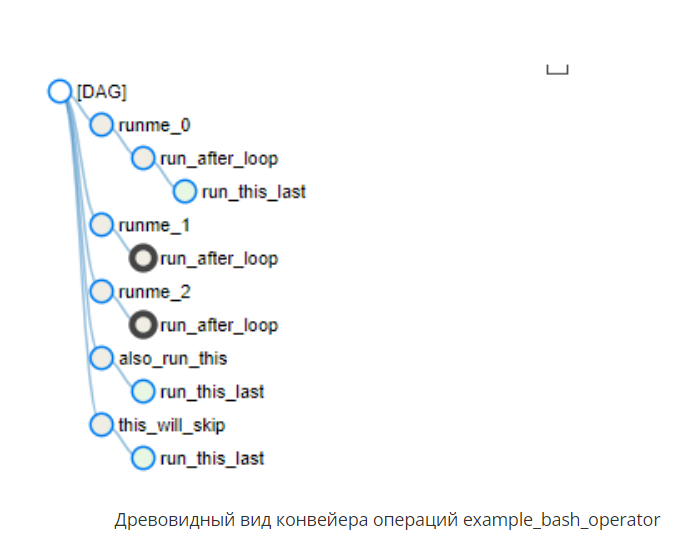 [DAG]
runme_0
run_after_loop
run_this_last
runme_1
run_after_loop
runme_2
run_after_loop
also_run_this
run_this_last
this_will_skip
run_this_last
Древовидный вид конвейера операций example_bash_operator